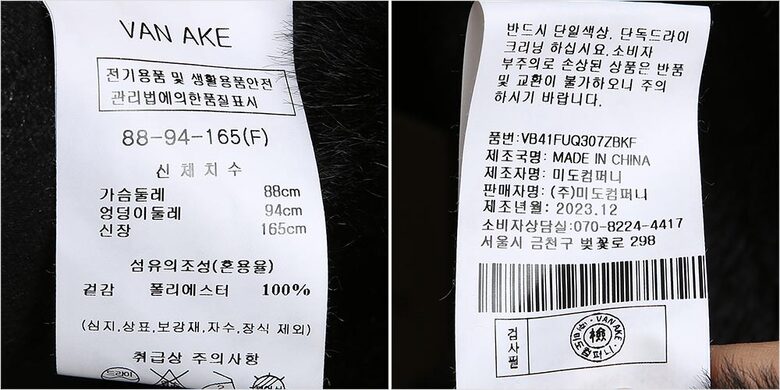 VAN AKE
전기용품 및 생활용품안전
관리법에의한품질표시
88-94-165(F)
신체치수
가슴둘레 88cm
엉덩이둘레 94cm
신장 165cm
섬유의조성(혼용율)
겉감 폴리에스터 100%
(심지,상표,보강재,자수,장식 제외)
취급상 주의사항
드라이
반드시 단일색상, 단독드라이
크리닝 하십시요.소비자
부주의로 손상된 상품은 반품
및 교환이 불가하오니 주의
하시기 바랍니다.
품번:VB41FUQ307ZBKF
제조국명: MADE IN CHINA
제조자명: 미도컴퍼니
판매자명: (주)미도컴퍼니
제조년월: 2023.12
소비자상담실:070-8224-4417
서울시 금천구 벚꽃로 298
검사필
VAN AKE
檢
(주)미도컴퍼니